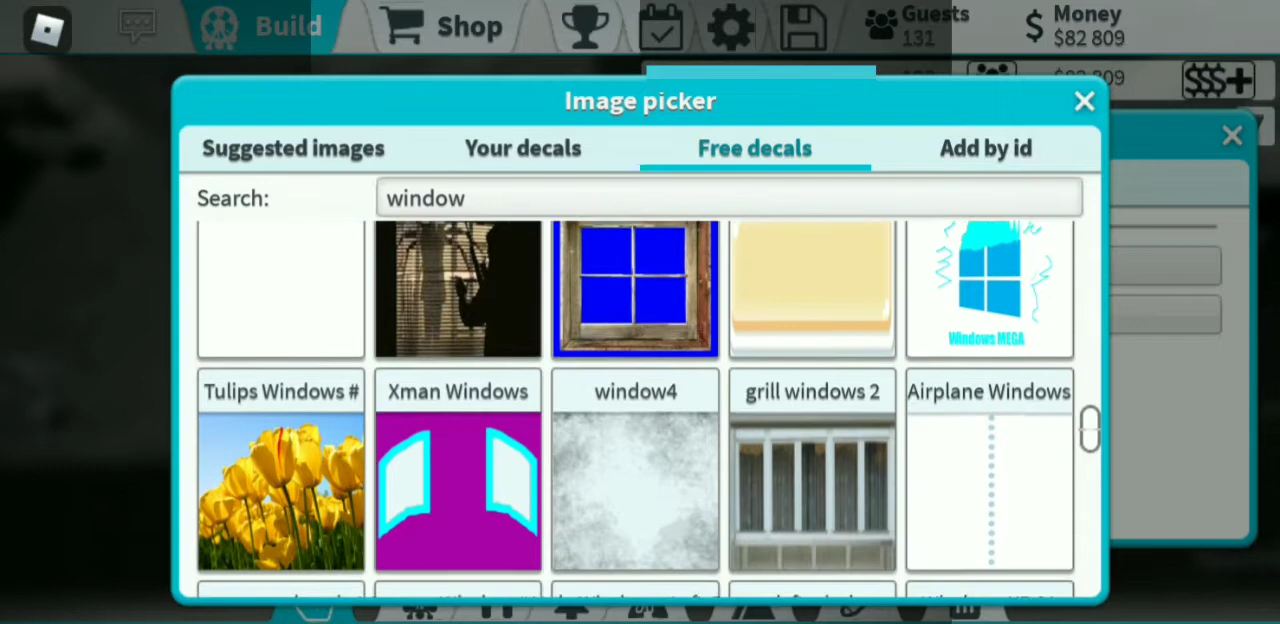 Build
Shop
Guests
131
Money
$82 809
Image picker
Suggested images
Your decals
Free decals
Add by id
Search:
window
Windows MEGA
Tulips Windows #
Xman Windows
window4
grill windows 2
Airplane Windows